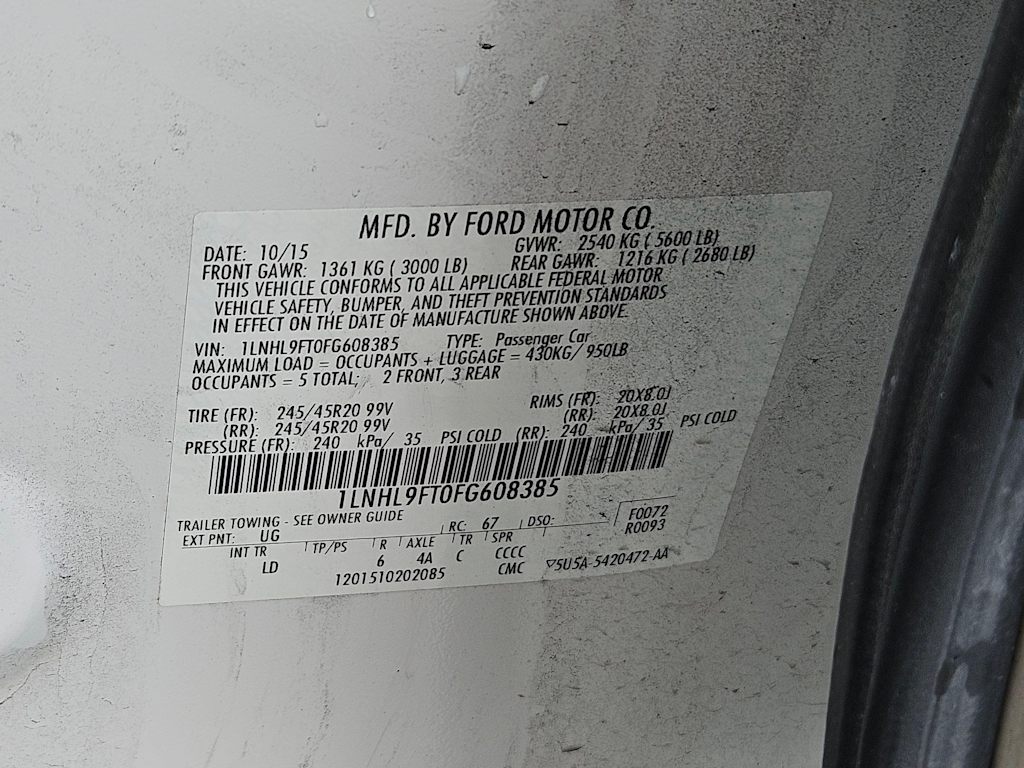 MFD. BY FORD MOTOR CO.
DATE: 10/15 GVWR: 2540 KG ( 5600 LB)
FRONT GAWR: 1361 KG ( 3000 LB) REAR GAWR: 1216 KG ( 2680 LB)
THIS VEHICLE CONFORMS TO ALL APPLICABLE FEDERAL MOTOR
VEHICLE SAFETY, BUMPER, AND THEFT PREVENTION STANDARDS
IN EFFECT ON THE DATE OF MANUFACTURE SHOWN ABOVE.
VIN: 1LNHL9FT0FG608385 TYPE: Passenger Car
MAXIMUM LOAD = OCCUPANTS + LUGGAGE = 430KG/ 950LB
OCCUPANTS = 5 TOTAL; 2 FRONT, 3 REAR
TIRE (FR): 245/45R20 99V RIMS (FR): 20X8.0J
(RR): 245/45R20 99V (RR): 20X8.0J
PRESSURE (FR): 240 kPa/ 35 PSI COLD (RR): 240 kPa/ 35 PSI COLD
1LNHL9FT0FG608385
TRAILER TOWING - SEE OWNER GUIDE
EXT PNT: UG RC: 67 DSO: F0072
R0093
INT TR TP/PS R AXLE TR SPR
LD 6 4A C CCCC
1201510202085 CMC ▽5U5A-5420472-AA